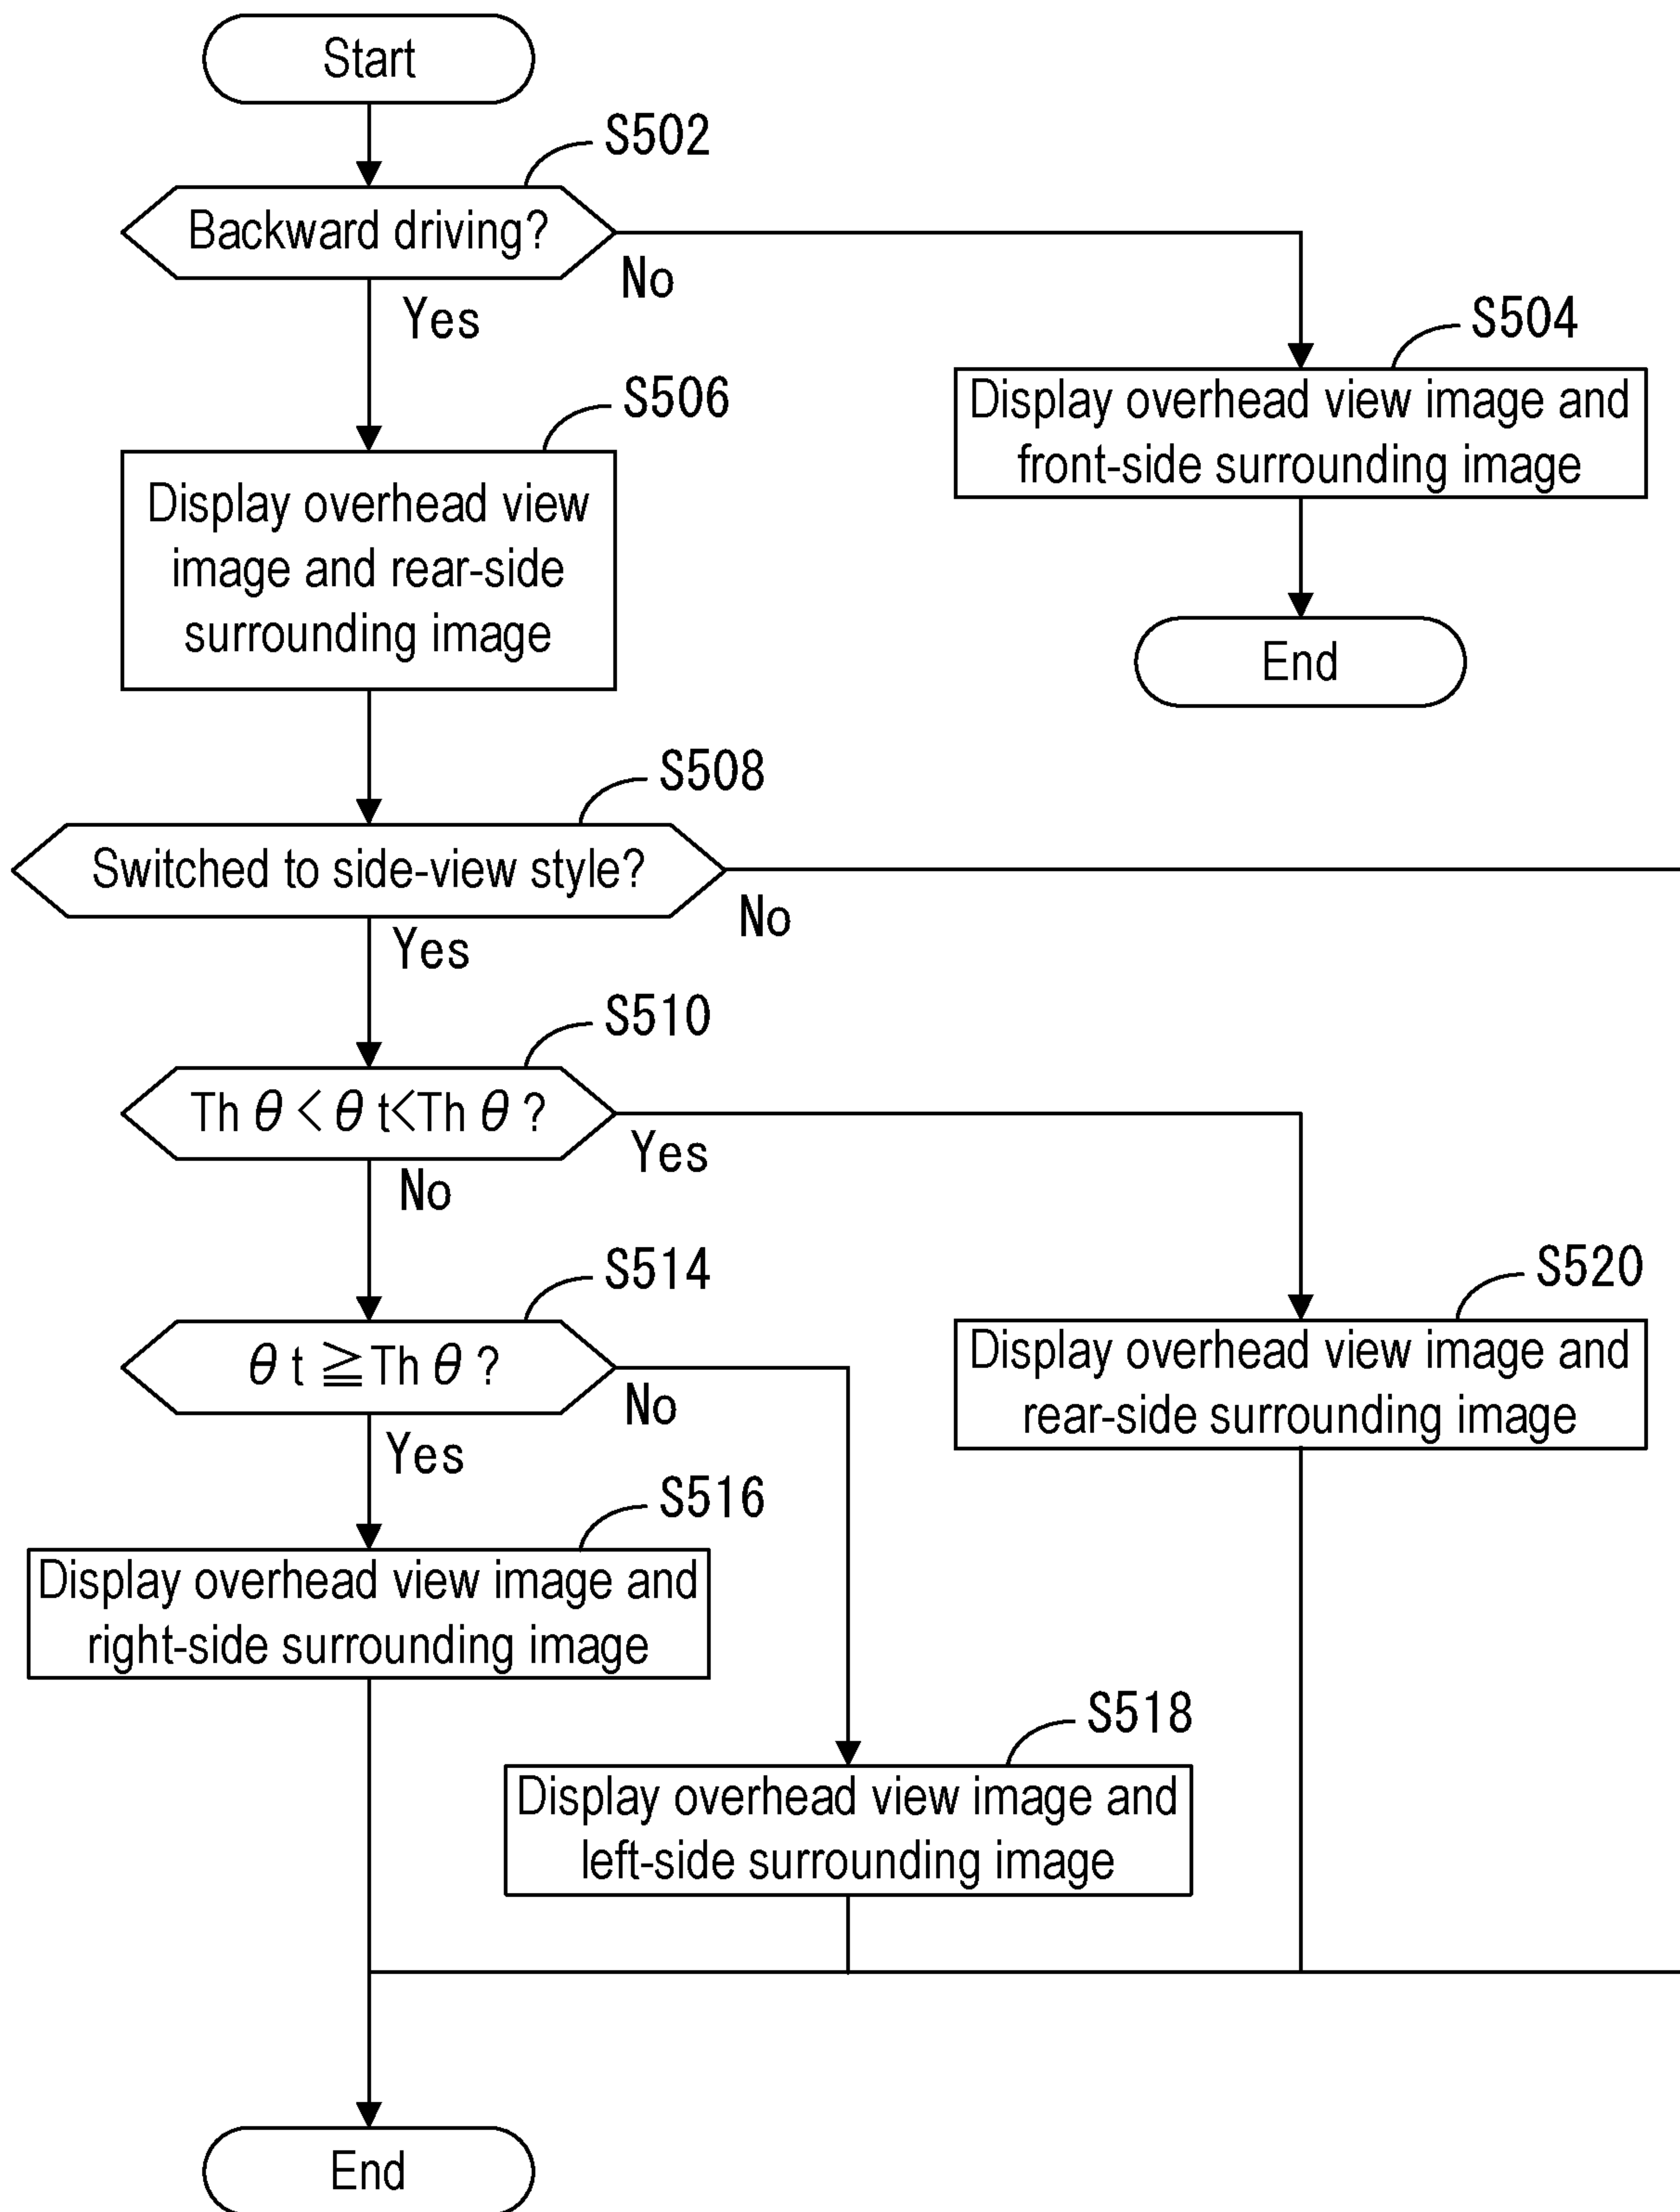 Start
S502
Backward driving?
No
Yes
S504
Display overhead view image and
front-side surrounding image
End
S506
Display overhead view
image and rear-side
surrounding image
S508
Switched to side-view style?
No
Yes
S510
Th θ < θ t<Th θ ?
Yes
No
S514
θ t ≧Th θ ?
No
Yes
S520
Display overhead view image and
rear-side surrounding image
S516
Display overhead view image and
right-side surrounding image
S518
Display overhead view image and
left-side surrounding image
End